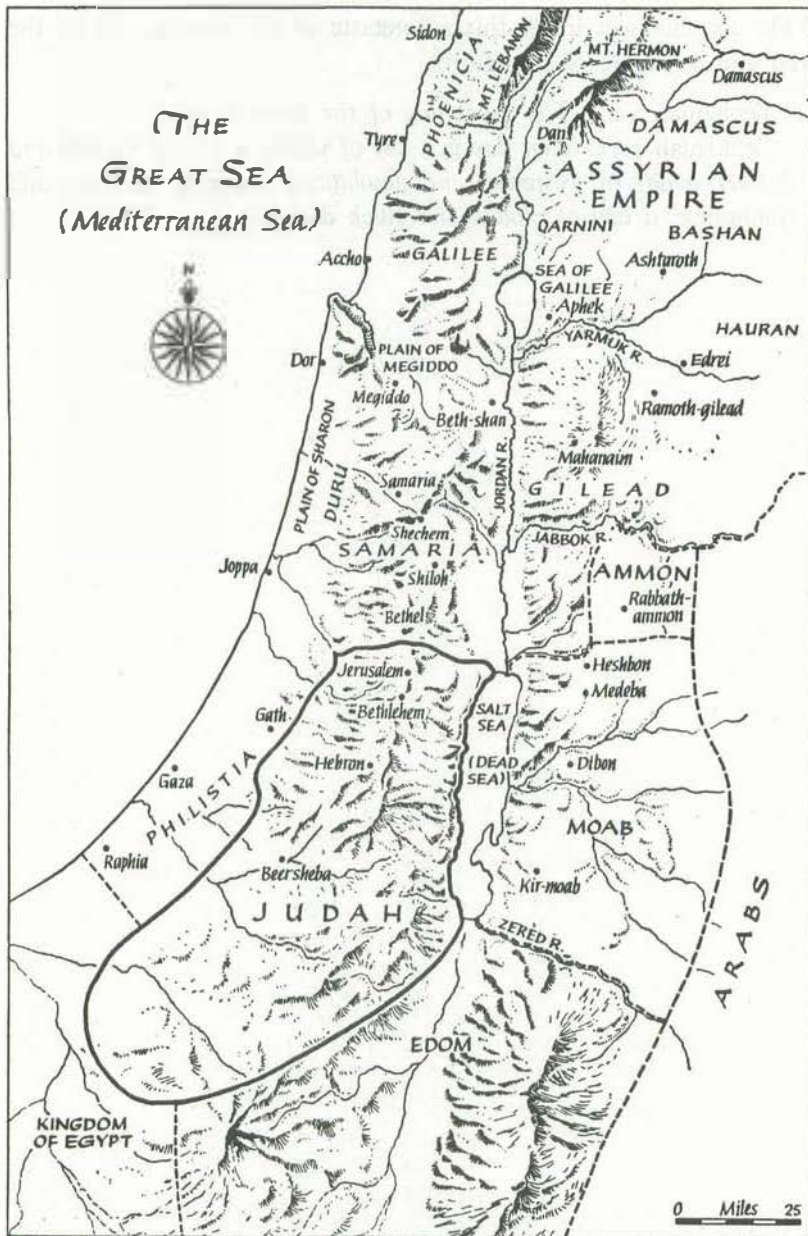 Sidon
PHOENICIA
MT. LEBANON
MT. HERMON
Damascus
(THE
GREAT SEA
(Mediterranean Sea)
Tyre
Dan
DAMASCUS
ASSYRIAN
EMPIRE
QARNINI
BASHAN
Accho
GALILEE
SEA OF
GALILEE
Ashtaroth
Aphek
N
HAURAN
YARMUK R.
Dor
PLAIN OF
MEGIDDO
Edrei
Megiddo
Beth-shan
Ramoth-gilead
PLAIN OF SHARON
DURU
JORDAN R.
Mahanaim
Samaria
GILEAD
Shechem
SAMARIA
JABBOK R.
Joppa
Shiloh
AMMON
Rabbath-
ammon
Bethel
Jerusalem
Heshbon
Bethlehem
SALT
SEA
Medeba
Gath
Hebron
(DEAD
SEA)
Dibon
Gaza
PHILISTIA
MOAB
Raphia
Beersheba
Kir-moab
JUDAH
ZERED R.
ARABS
EDOM
KINGDOM
OF EGYPT
0 Miles 25